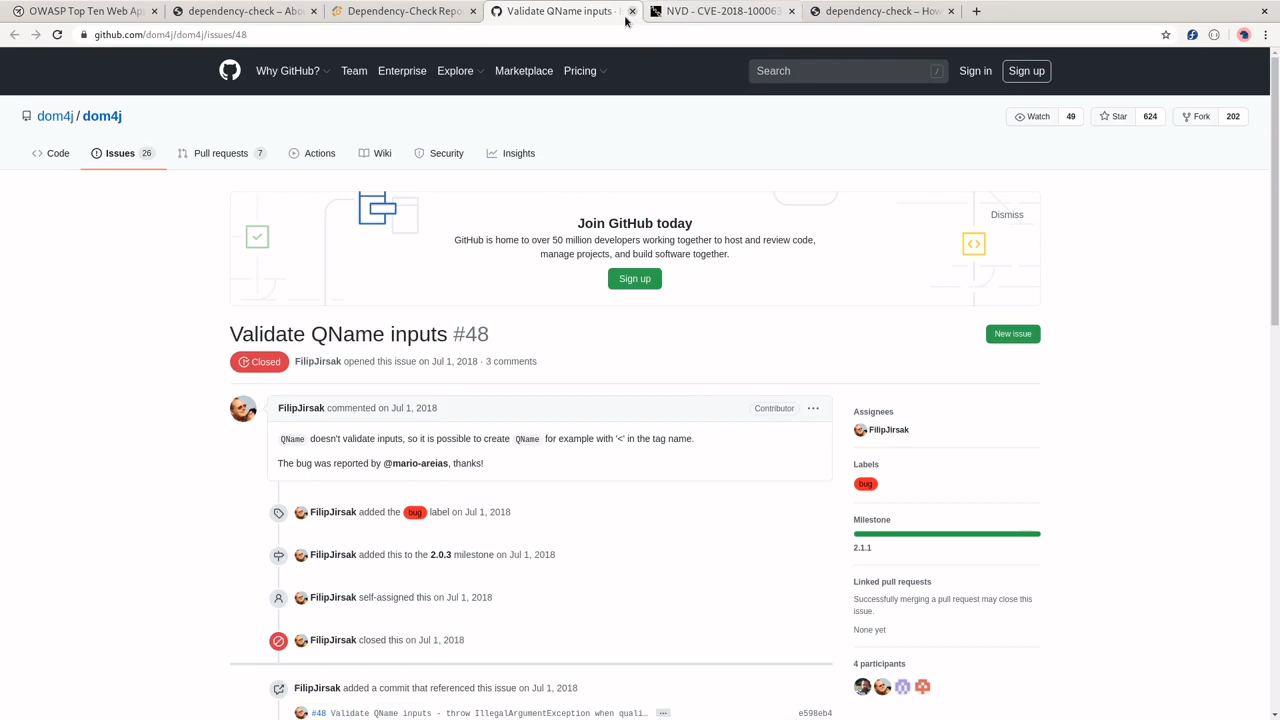 OWASP Top Ten Web Ap
dependency-check – Abo
Dependency-Check Repo
Validate QName inputs ·
NVD - CVE-2018-100063
dependency-check – How
github.com/dom4j/dom4j/issues/48
Why GitHub?
Team
Enterprise
Explore
Marketplace
Pricing
Search
/
Sign in
Sign up
dom4j / dom4j
Watch 49
Star 624
Fork 202
Code
Issues 26
Pull requests 7
Actions
Wiki
Security
Insights
Join GitHub today
Dismiss
GitHub is home to over 50 million developers working together to host and review code,
manage projects, and build software together.
Sign up
Validate QName inputs #48
New issue
Closed
FilipJirsak opened this issue on Jul 1, 2018 · 3 comments
FilipJirsak commented on Jul 1, 2018
Contributor
QName doesn't validate inputs, so it is possible to create QName for example with '<' in the tag name.
The bug was reported by @mario-areias, thanks!
FilipJirsak added the bug label on Jul 1, 2018
FilipJirsak added this to the 2.0.3 milestone on Jul 1, 2018
FilipJirsak self-assigned this on Jul 1, 2018
FilipJirsak closed this on Jul 1, 2018
FilipJirsak added a commit that referenced this issue on Jul 1, 2018
#48 Validate QName inputs - throw IllegalArgumentException when quali…
e598eb4
Assignees
FilipJirsak
Labels
bug
Milestone
2.1.1
Linked pull requests
Successfully merging a pull request may close this
issue.
None yet
4 participants